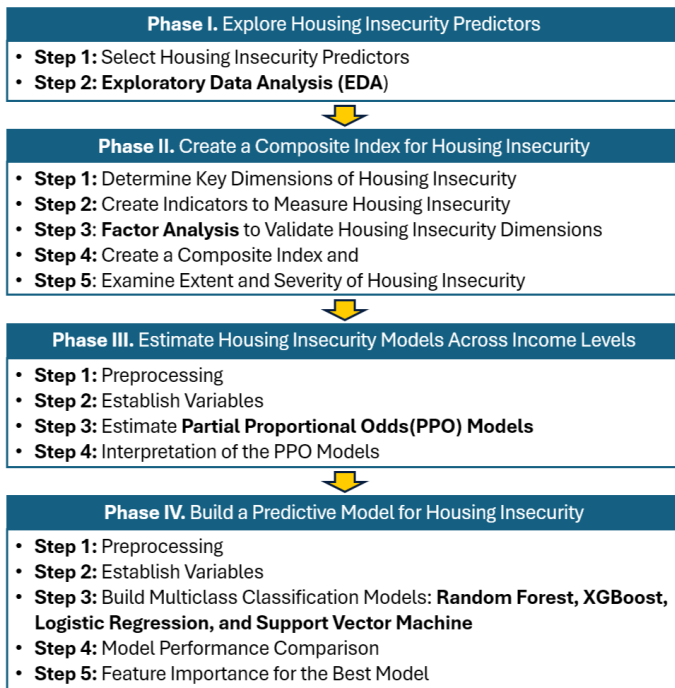 Phase I. Explore Housing Insecurity Predictors
• Step 1: Select Housing Insecurity Predictors
• Step 2: Exploratory Data Analysis (EDA)
Phase II. Create a Composite Index for Housing Insecurity
• Step 1: Determine Key Dimensions of Housing Insecurity
• Step 2: Create Indicators to Measure Housing Insecurity
• Step 3: Factor Analysis to Validate Housing Insecurity Dimensions
• Step 4: Create a Composite Index and
• Step 5: Examine Extent and Severity of Housing Insecurity
Phase III. Estimate Housing Insecurity Models Across Income Levels
• Step 1: Preprocessing
• Step 2: Establish Variables
• Step 3: Estimate Partial Proportional Odds(PPO) Models
• Step 4: Interpretation of the PPO Models
Phase IV. Build a Predictive Model for Housing Insecurity
• Step 1: Preprocessing
• Step 2: Establish Variables
• Step 3: Build Multiclass Classification Models: Random Forest, XGBoost,
Logistic Regression, and Support Vector Machine
• Step 4: Model Performance Comparison
• Step 5: Feature Importance for the Best Model